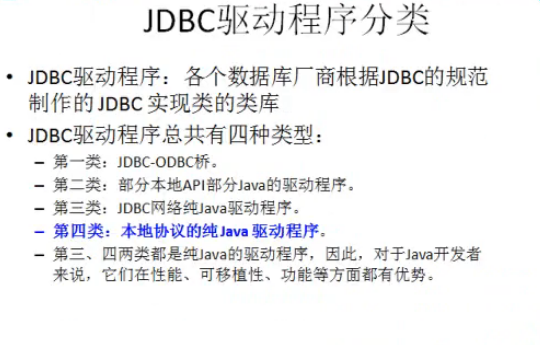 JDBC驱动程序分类
• JDBC驱动程序：各个数据库厂商根据JDBC的规范
制作的 JDBC 实现类的类库
• JDBC驱动程序总共有四种类型：
– 第一类：JDBC-ODBC桥。
– 第二类：部分本地API部分Java的驱动程序。
– 第三类：JDBC网络纯Java驱动程序。
– 第四类：本地协议的纯Java 驱动程序。
– 第三、四两类都是纯Java的驱动程序，因此，对于Java开发者
来说，它们在性能、可移植性、功能等方面都有优势。